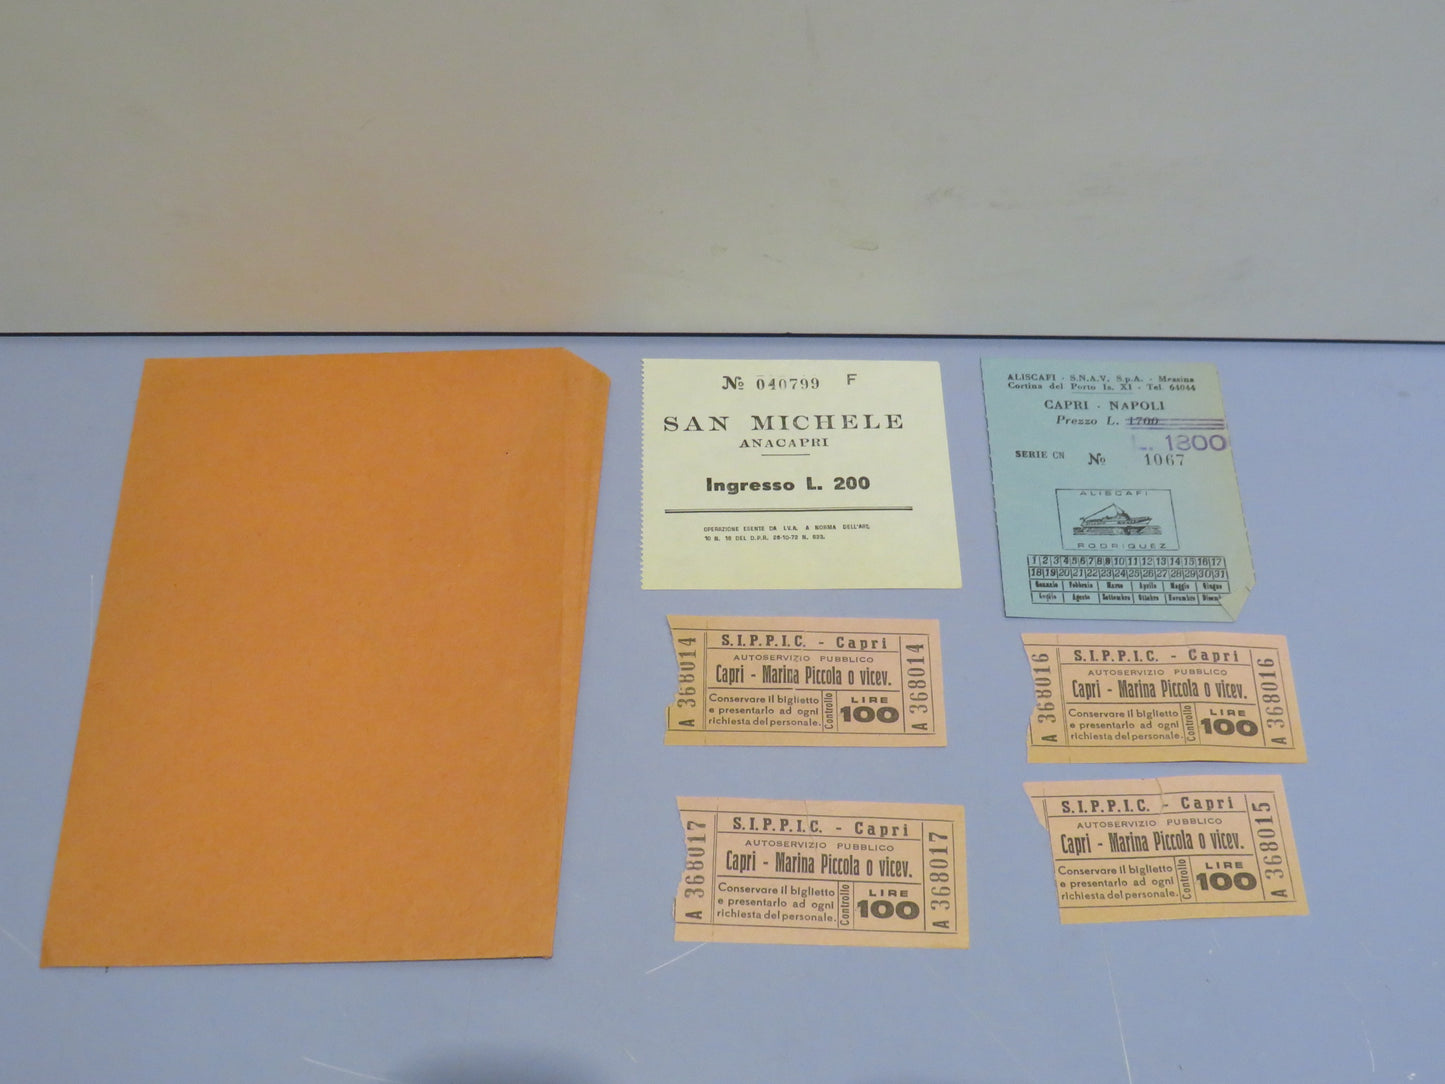 № 040799 F
SAN MICHELE
ANACAPRI
Ingresso L. 200
OPERAZIONE ESENTE DA I.V.A. A NORMA DELL'ART.
10 N. 18 DEL D.P.R. 26-10-72 N. 633.
ALISCAFI - S.N.A.V. S.p.A. - Messina
Cortina del Porto Is. XI - Tel. 64044
CAPRI - NAPOLI
Prezzo L. 1700
L. 1800
SERIE CN № 1067
ALISCAFI
RODRIQUEZ
1 2 3 4 5 6 7 8 9 10 11 12 13 14 15 16 17
18 19 20 21 22 23 24 25 26 27 28 29 30 31
Gennaio Febbraio Marzo Aprile Maggio Giugno
Luglio Agosto Settembre Ottobre Novembre Dicemb
A 368014
S.I.P.P.I.C. - Capri
AUTOSERVIZIO PUBBLICO
Capri - Marina Piccola o vicev.
Conservare il biglietto
e presentarlo ad ogni
richiesta del personale.
Controllo
LIRE
100
A 368014
A 368016
S.I.P.P.I.C. - Capri
AUTOSERVIZIO PUBBLICO
Capri - Marina Piccola o vicev.
Conservare il biglietto
e presentarlo ad ogni
richiesta del personale.
Controllo
LIRE
100
A 368016
A 368017
S.I.P.P.I.C. - Capri
AUTOSERVIZIO PUBBLICO
Capri - Marina Piccola o vicev.
Conservare il biglietto
e presentarlo ad ogni
richiesta del personale.
Controllo
LIRE
100
A 368017
S.I.P.P.I.C. - Capri
AUTOSERVIZIO PUBBLICO
Capri - Marina Piccola o vicev.
Conservare il biglietto
e presentarlo ad ogni
richiesta del personale.
Controllo
LIRE
100
A 368015